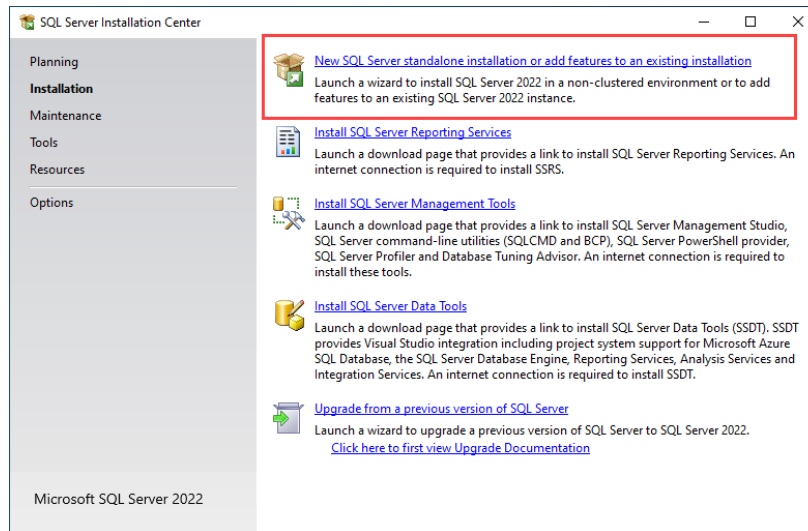 SQL Server Installation Center
Planning
Installation
Maintenance
Tools
Resources
Options
Microsoft SQL Server 2022
New SQL Server standalone installation or add features to an existing installation
Launch a wizard to install SQL Server 2022 in a non-clustered environment or to add
features to an existing SQL Server 2022 instance.
Install SQL Server Reporting Services
Launch a download page that provides a link to install SQL Server Reporting Services. An
internet connection is required to install SSRS.
Install SQL Server Management Tools
Launch a download page that provides a link to install SQL Server Management Studio,
SQL Server command-line utilities (SQLCMD and BCP), SQL Server PowerShell provider,
SQL Server Profiler and Database Tuning Advisor. An internet connection is required to
install these tools.
Install SQL Server Data Tools
Launch a download page that provides a link to install SQL Server Data Tools (SSDT). SSDT
provides Visual Studio integration including project system support for Microsoft Azure
SQL Database, the SQL Server Database Engine, Reporting Services, Analysis Services and
Integration Services. An internet connection is required to install SSDT.
Upgrade from a previous version of SQL Server
Launch a wizard to upgrade a previous version of SQL Server to SQL Server 2022.
Click here to first view Upgrade Documentation